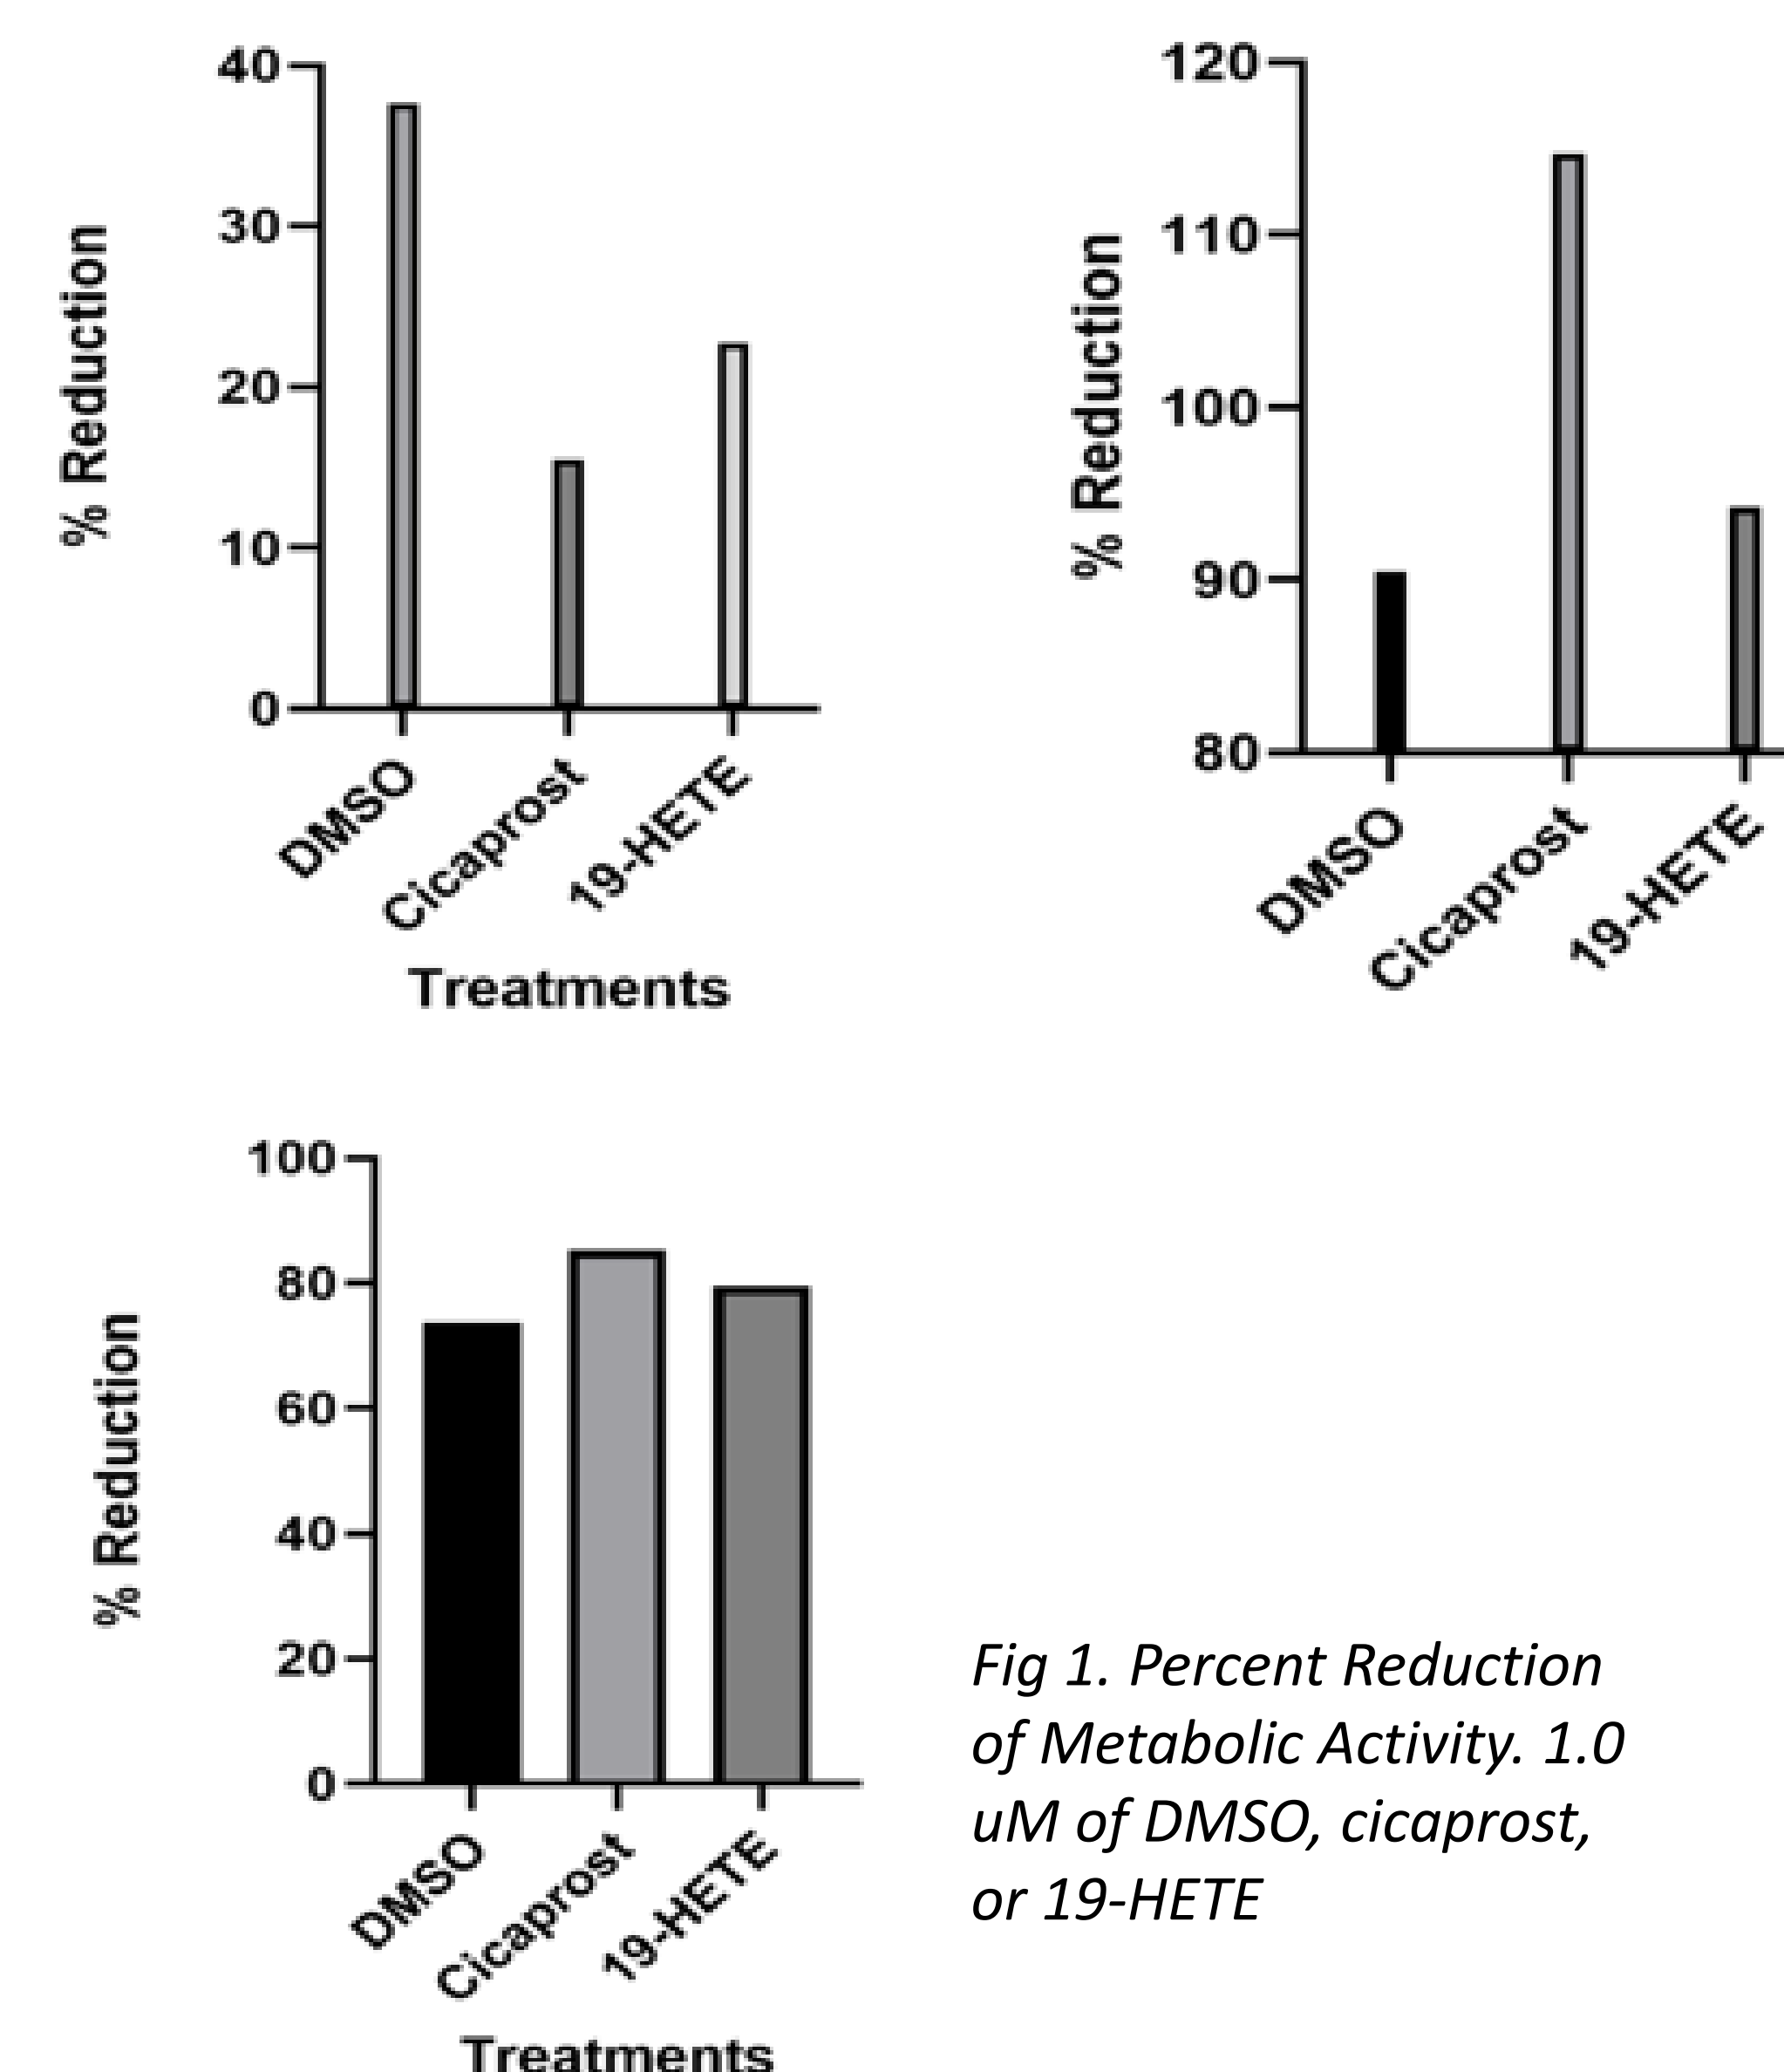 40
30
20
10
0
% Reduction
DMSO
Cicaprost
19-HETE
Treatments
120
110
100
90
80
% Reduction
DMSO
Cicaprost
19-HETE
100
80
60
40
20
0
% Reduction
DMSO
Cicaprost
19-HETE
Treatments
Fig 1. Percent Reduction
of Metabolic Activity. 1.0
uM of DMSO, cicaprost,
or 19-HETE